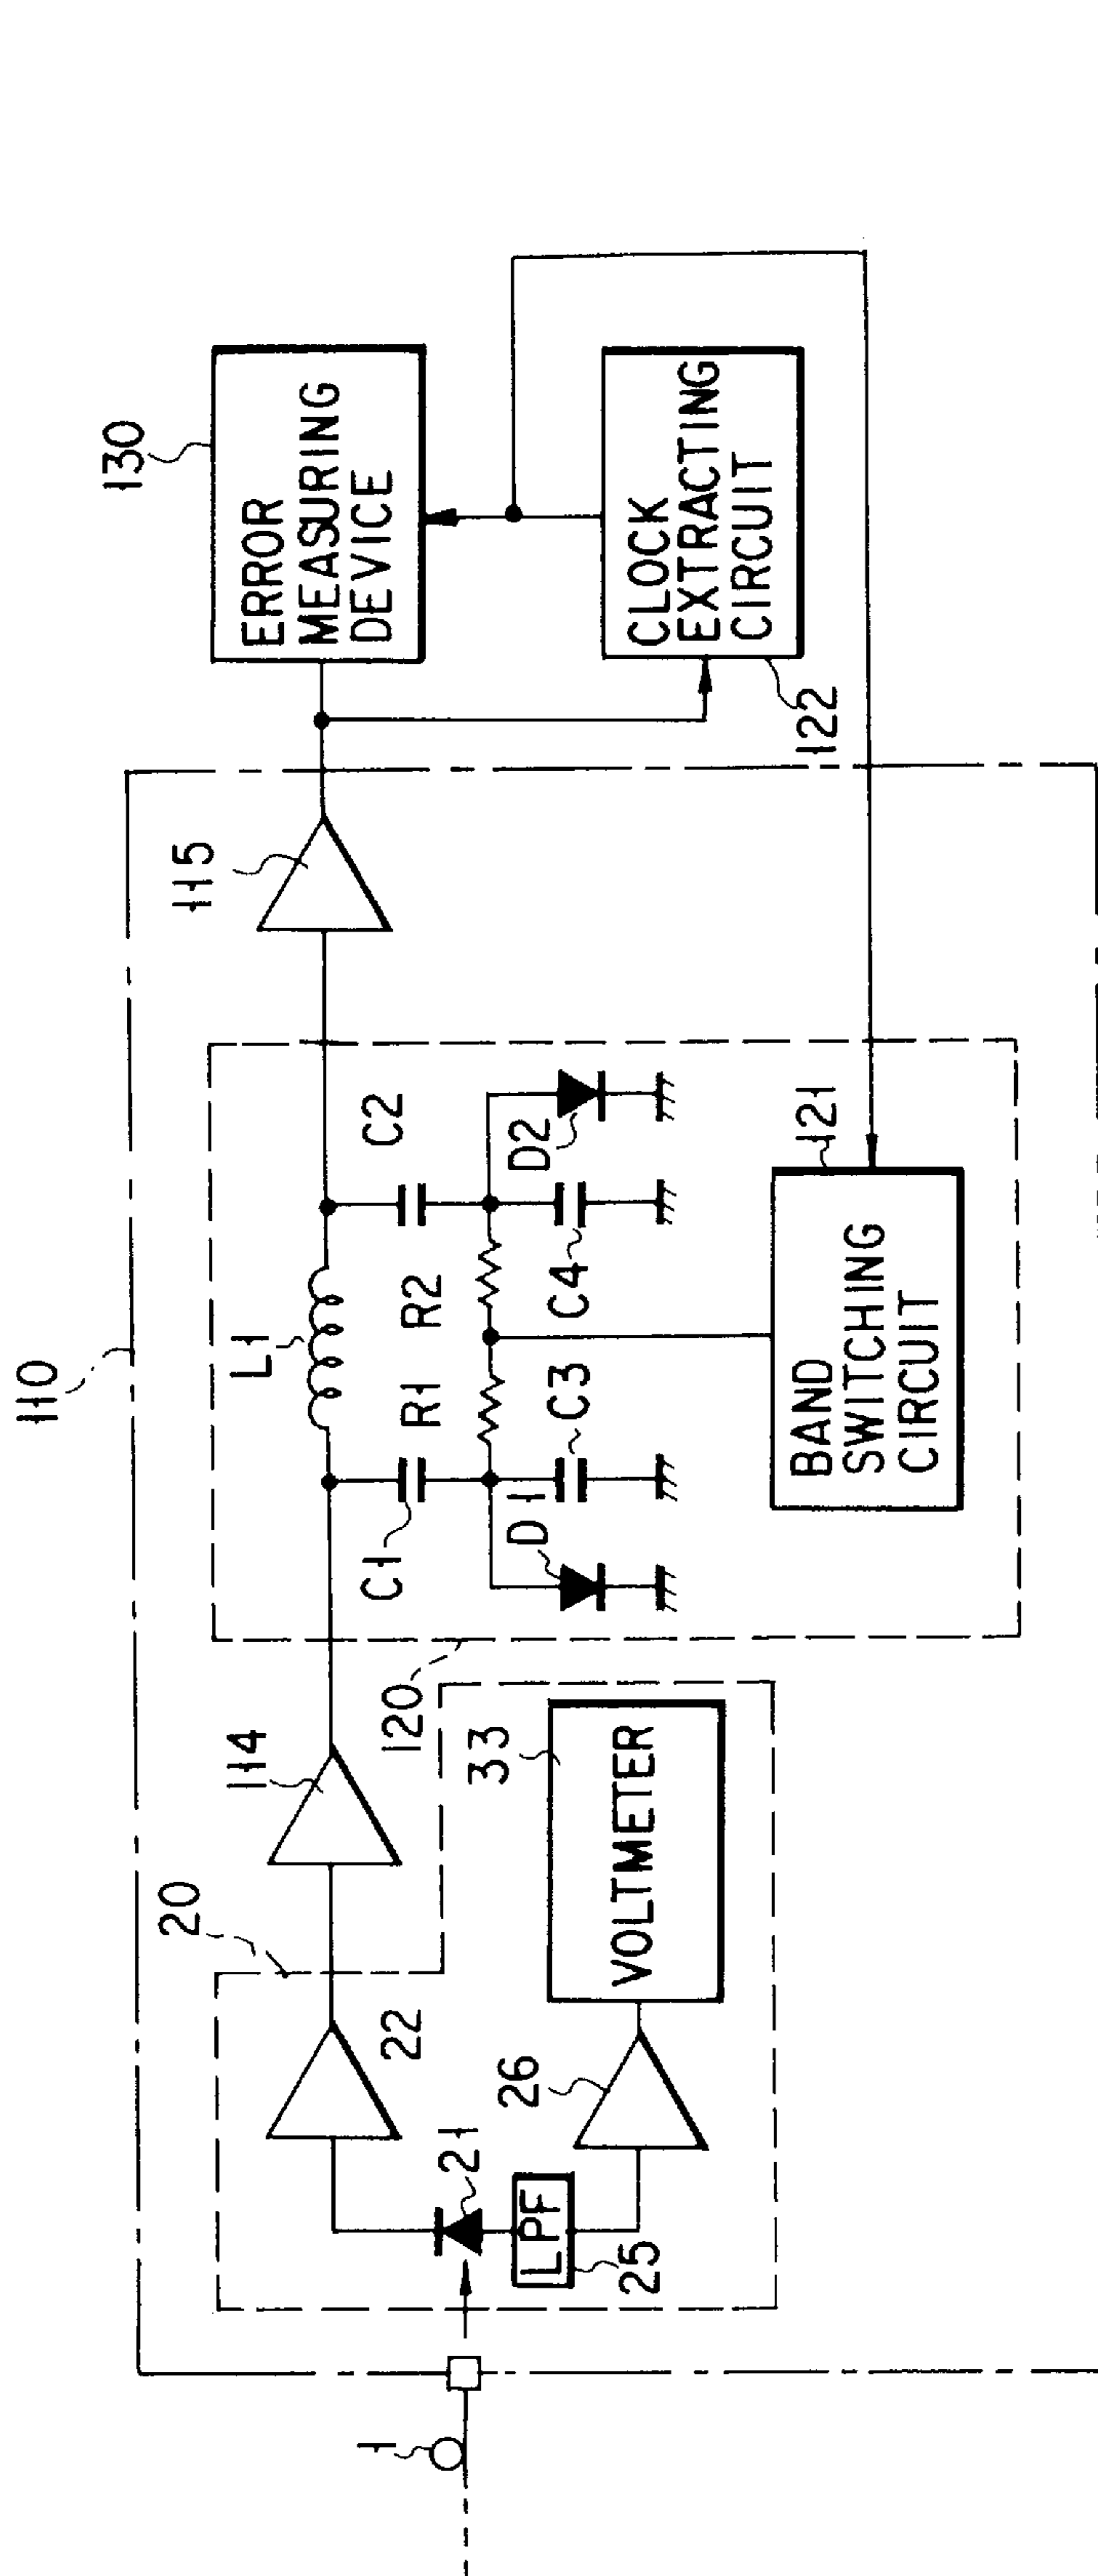 110
130
ERROR
MEASURING
DEVICE
115
L1
114
20
22
C1
R1
R2
C2
120
D1
C3
C4
D2
21
LPF
25
26
33
VOLTMETER
BAND
SWITCHING
CIRCUIT
121
CLOCK
EXTRACTING
CIRCUIT
122
1